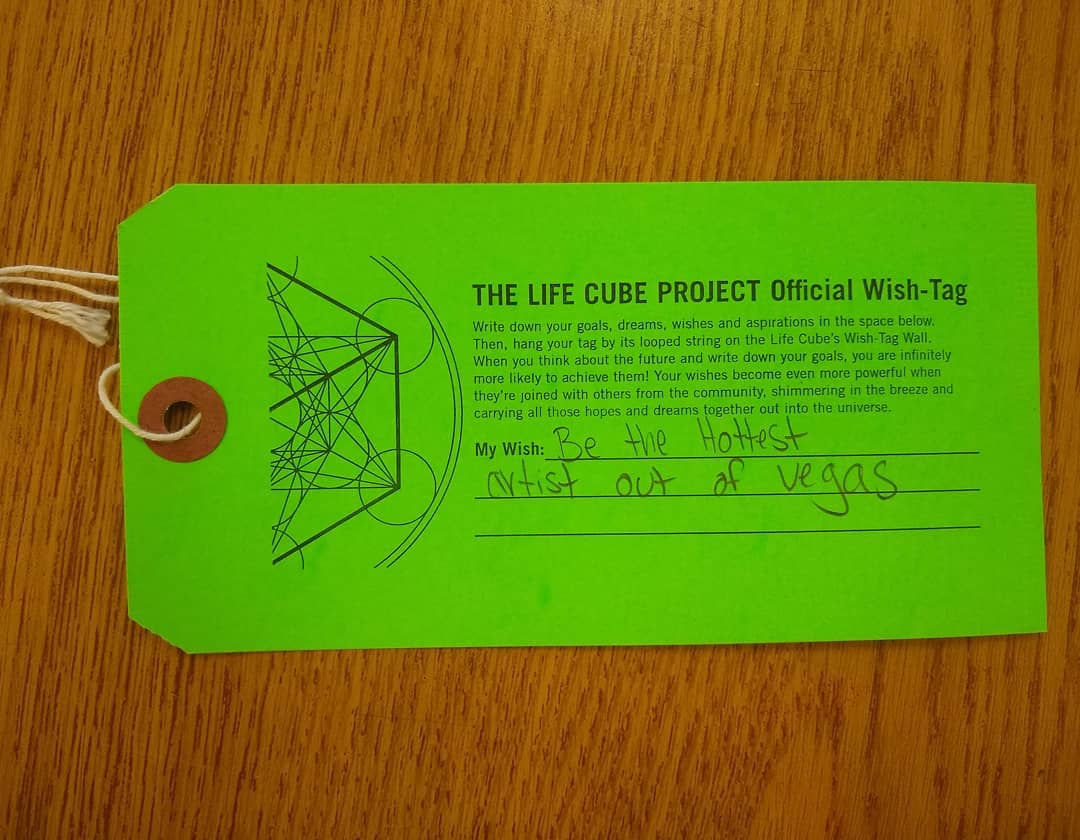 THE LIFE CUBE PROJECT Official Wish-Tag
Write down your goals, dreams, wishes and aspirations in the space below.
Then, hang your tag by its looped string on the Life Cube's Wish-Tag Wall.
When you think about the future and write down your goals, you are infinitely
more likely to achieve them! Your wishes become even more powerful when
they're joined with others from the community, shimmering in the breeze and
carrying all those hopes and dreams together out into the universe.
My Wish: Be the Hottest
artist out of vegas